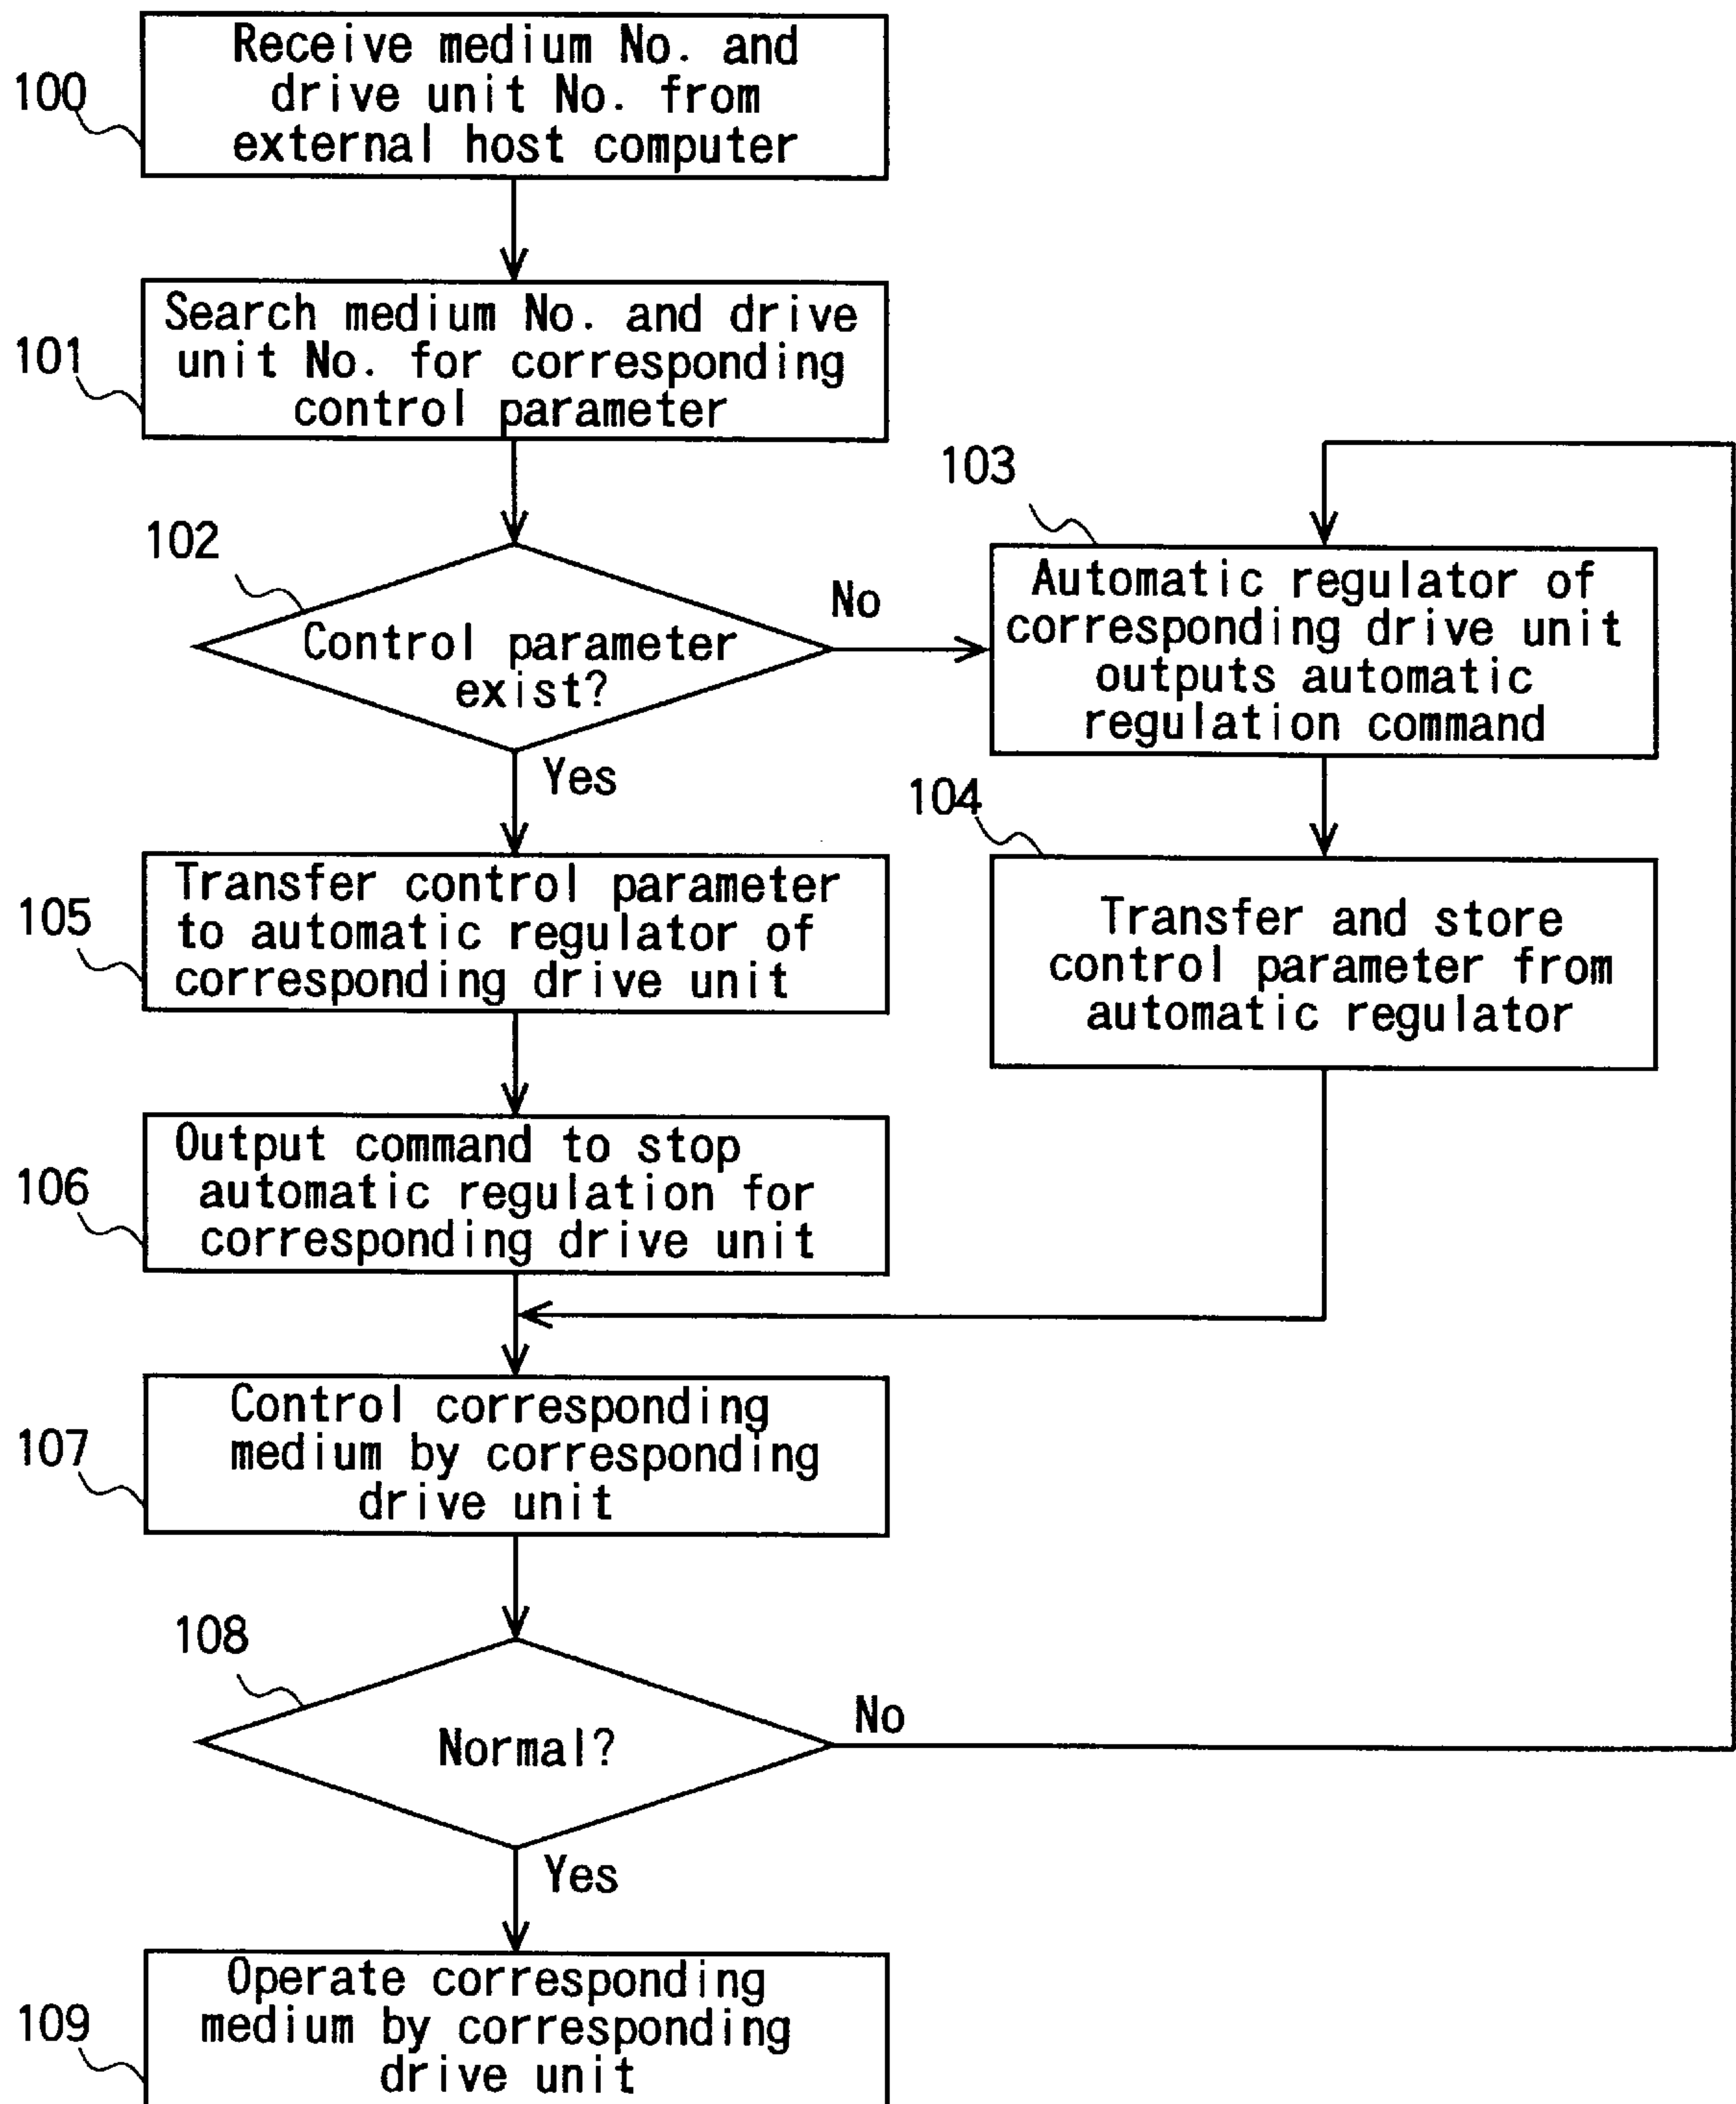 100
Receive medium No. and
drive unit No. from
external host computer
101
Search medium No. and drive
unit No. for corresponding
control parameter
102
Control parameter
exist?
No
Yes
103
Automatic regulator of
corresponding drive unit
outputs automatic
regulation command
104
Transfer and store
control parameter from
automatic regulator
105
Transfer control parameter
to automatic regulator of
corresponding drive unit
106
Output command to stop
automatic regulation for
corresponding drive unit
107
Control corresponding
medium by corresponding
drive unit
108
Normal?
No
Yes
109
Operate corresponding
medium by corresponding
drive unit